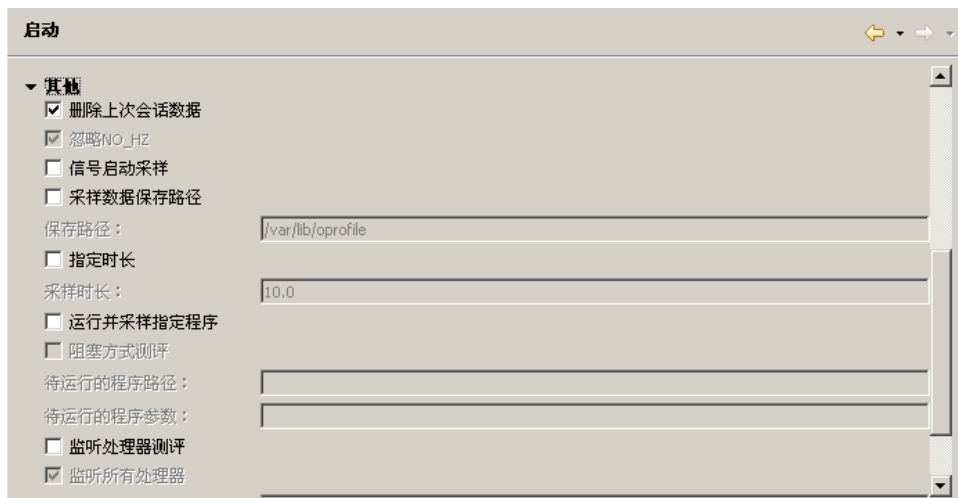 启动
其他
删除上次会话数据
忽略NO_HZ
信号启动采样
采样数据保存路径
保存路径：
/var/lib/oprofile
指定时长
采样时长：
10.0
运行并采样指定程序
阻塞方式测评
待运行的程序路径：
待运行的程序参数：
监听处理器测评
监听所有处理器